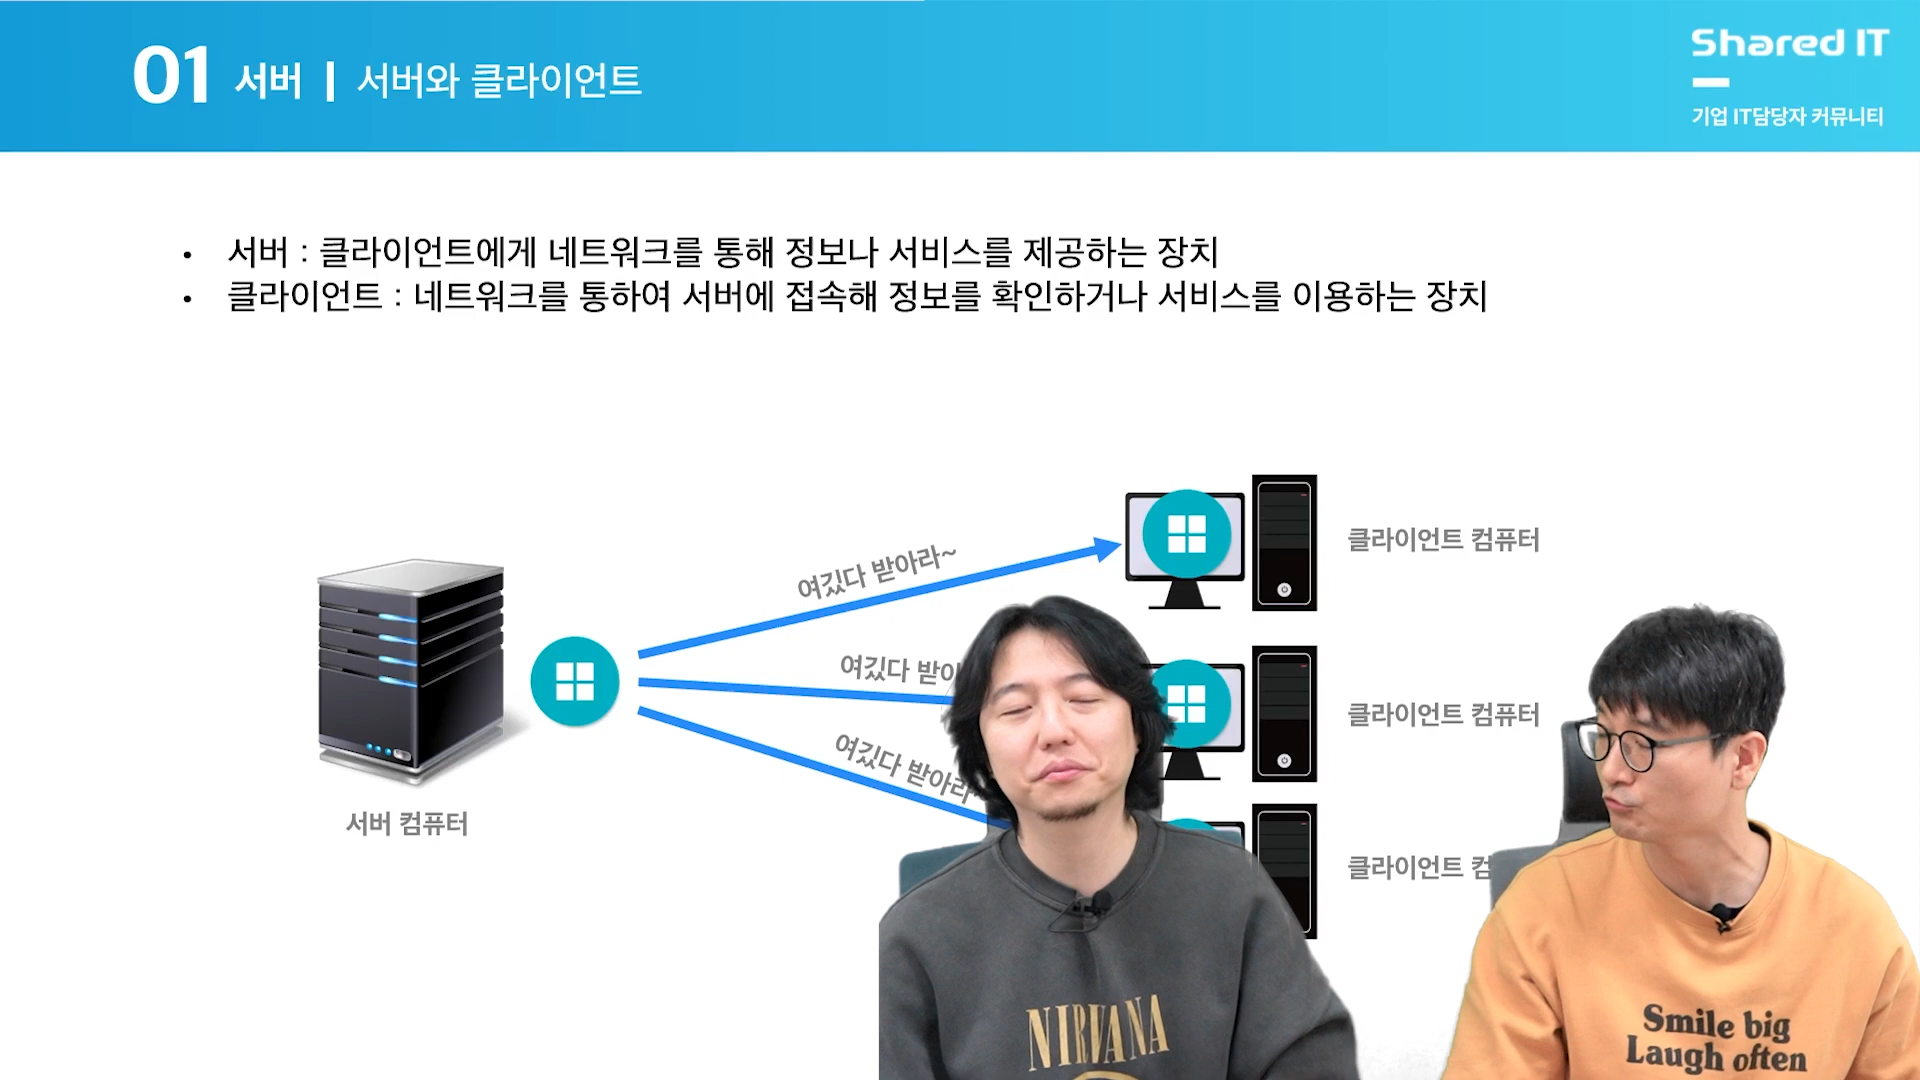 01 서버 | 서버와 클라이언트
Shared IT
기업 IT담당자 커뮤니티
• 서버 : 클라이언트에게 네트워크를 통해 정보나 서비스를 제공하는 장치
• 클라이언트 : 네트워크를 통하여 서버에 접속해 정보를 확인하거나 서비스를 이용하는 장치
여깄다 받아라~
클라이언트 컴퓨터
여깄다 받아
클라이언트 컴퓨터
여깄다 받아라~
서버 컴퓨터
클라이언트 컴
NIRVANA
Smile big
Laugh often